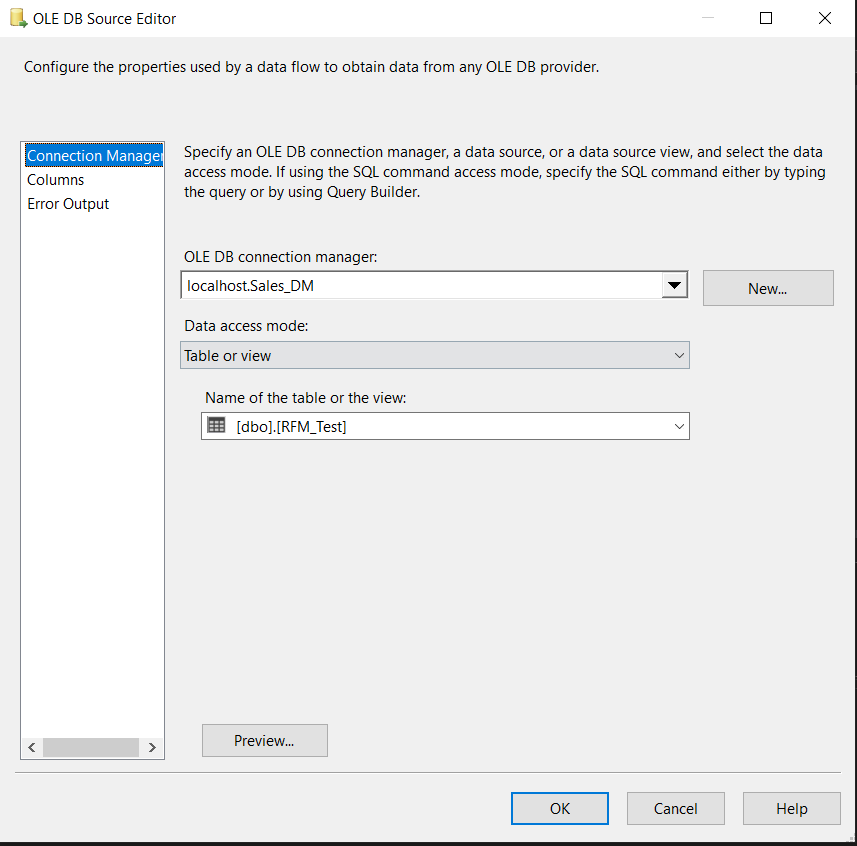 OLE DB Source Editor
Configure the properties used by a data flow to obtain data from any OLE DB provider.
Connection Manager
Columns
Error Output
Specify an OLE DB connection manager, a data source, or a data source view, and select the data
access mode. If using the SQL command access mode, specify the SQL command either by typing
the query or by using Query Builder.
OLE DB connection manager:
localhost.Sales_DM
New...
Data access mode:
Table or view
Name of the table or the view:
[dbo].[RFM_Test]
Preview...
OK
Cancel
Help